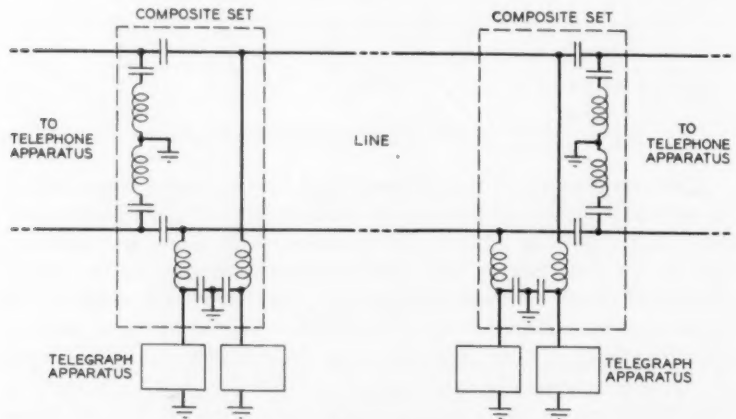 COMPOSITE SET
COMPOSITE SET
TO
TELEPHONE
APPARATUS
LINE
TO
TELEPHONE
APPARATUS
TELEGRAPH
APPARATUS
TELEGRAPH
APPARATUS